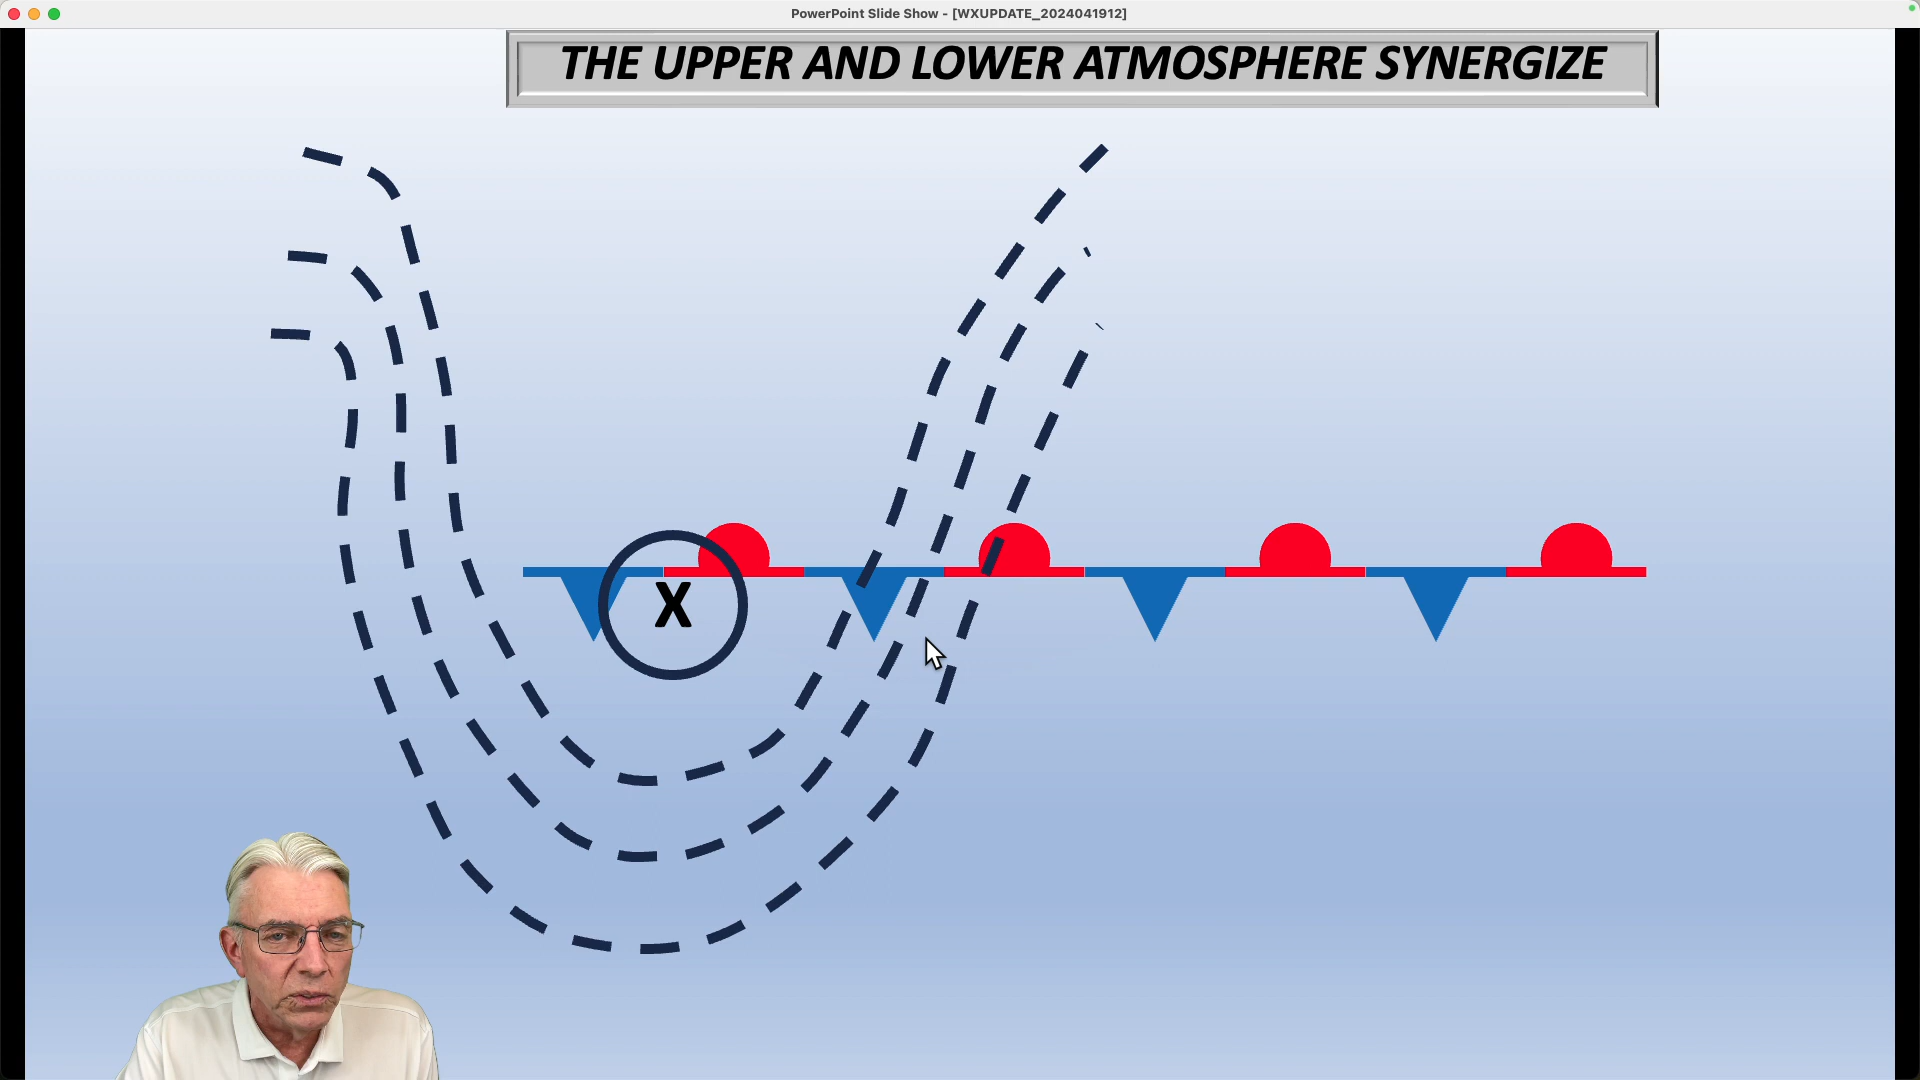 PowerPoint Slide Show - [WXUPDATE_2024041912]
THE UPPER AND LOWER ATMOSPHERE SYNERGIZE
X